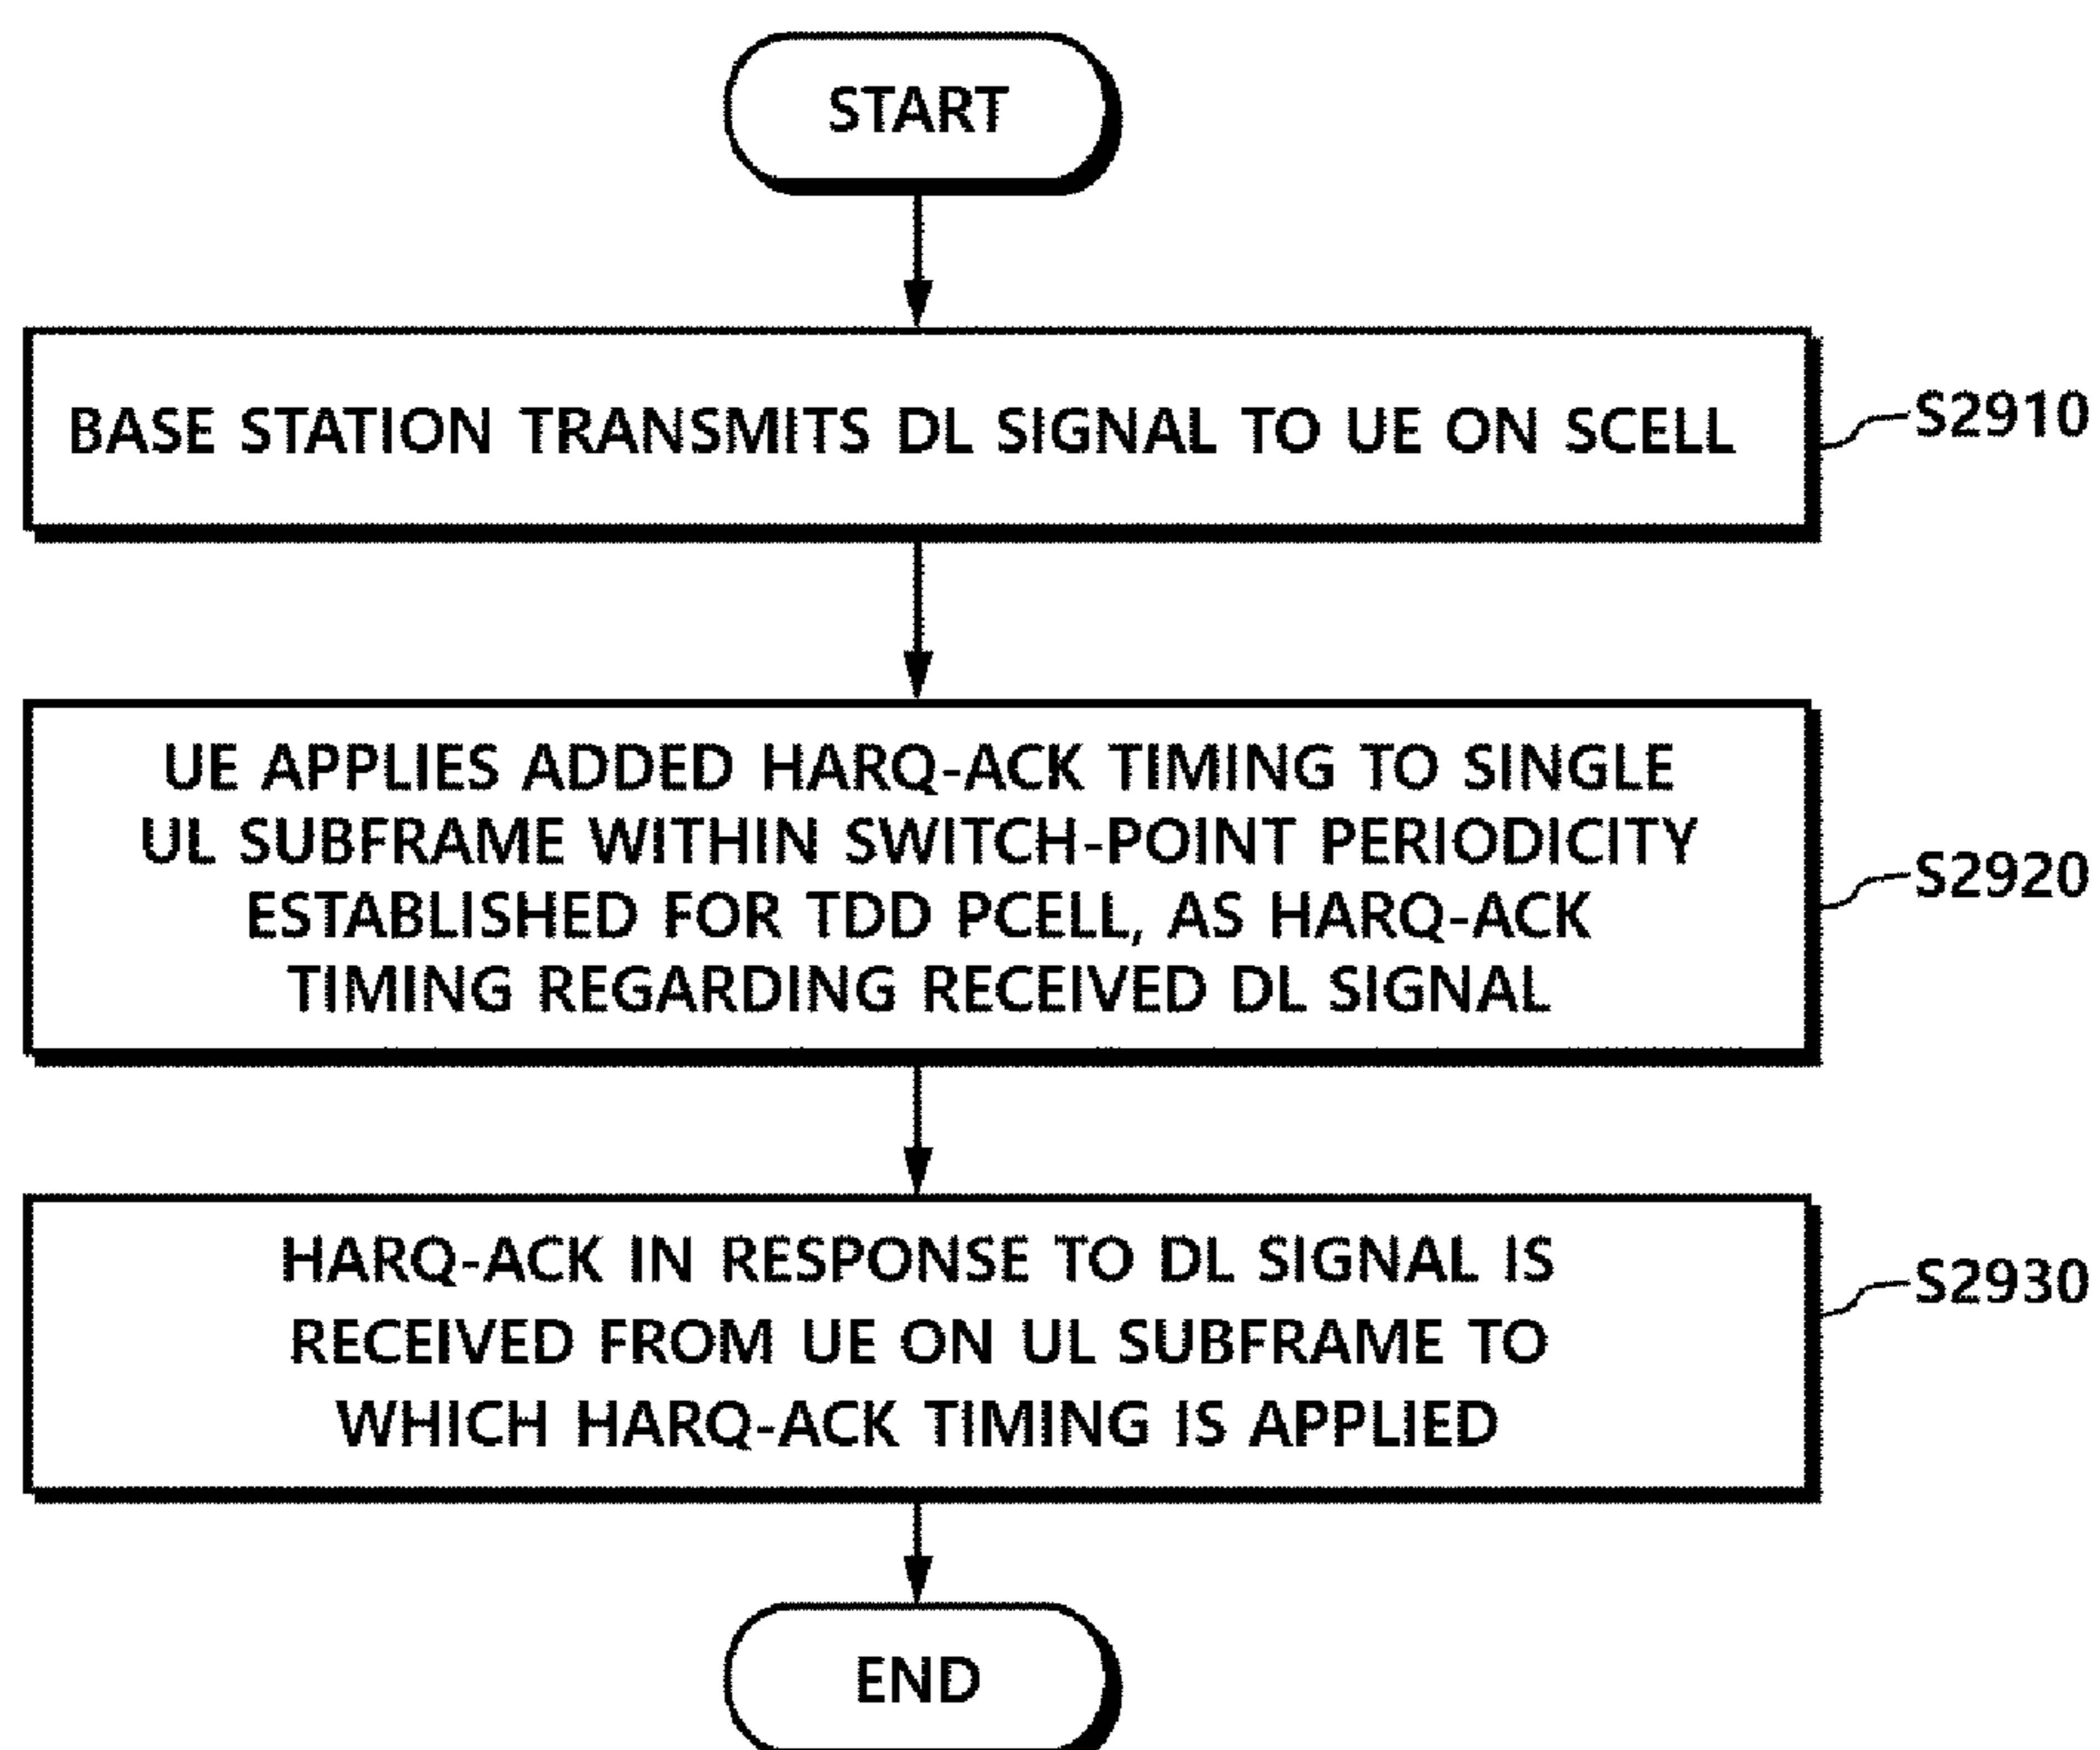 START
BASE STATION TRANSMITS DL SIGNAL TO UE ON SCELL
S2910
UE APPLIES ADDED HARQ-ACK TIMING TO SINGLE
UL SUBFRAME WITHIN SWITCH-POINT PERIODICITY
ESTABLISHED FOR TDD PCELL, AS HARQ-ACK
TIMING REGARDING RECEIVED DL SIGNAL
S2920
HARQ-ACK IN RESPONSE TO DL SIGNAL IS
RECEIVED FROM UE ON UL SUBFRAME TO
WHICH HARQ-ACK TIMING IS APPLIED
S2930
END